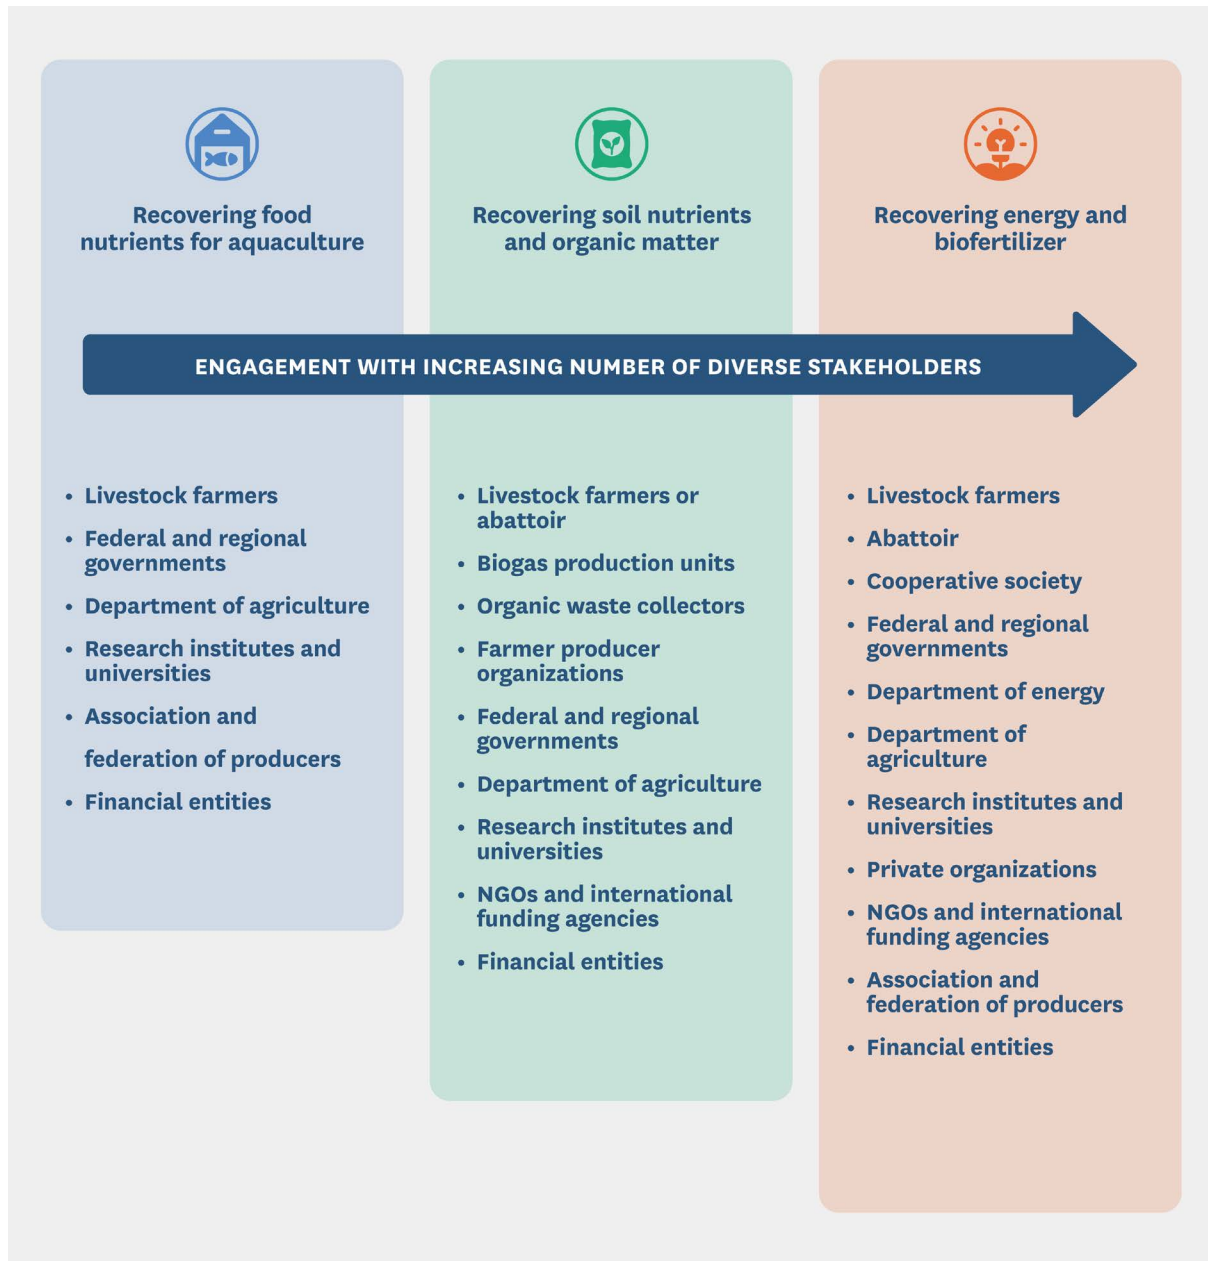 Recovering food
nutrients for aquaculture
Recovering soil nutrients
and organic matter
Recovering energy and
biofertilizer
ENGAGEMENT WITH INCREASING NUMBER OF DIVERSE STAKEHOLDERS
• Livestock farmers
• Federal and regional
governments
• Department of agriculture
• Research institutes and
universities
• Association and
federation of producers
• Financial entities
• Livestock farmers or
abattoir
• Biogas production units
• Organic waste collectors
• Farmer producer
organizations
• Federal and regional
governments
• Department of agriculture
• Research institutes and
universities
• NGOs and international
funding agencies
• Financial entities
• Livestock farmers
• Abattoir
• Cooperative society
• Federal and regional
governments
• Department of energy
• Department of
agriculture
• Research institutes and
universities
• Private organizations
• NGOs and international
funding agencies
• Association and
federation of producers
• Financial entities